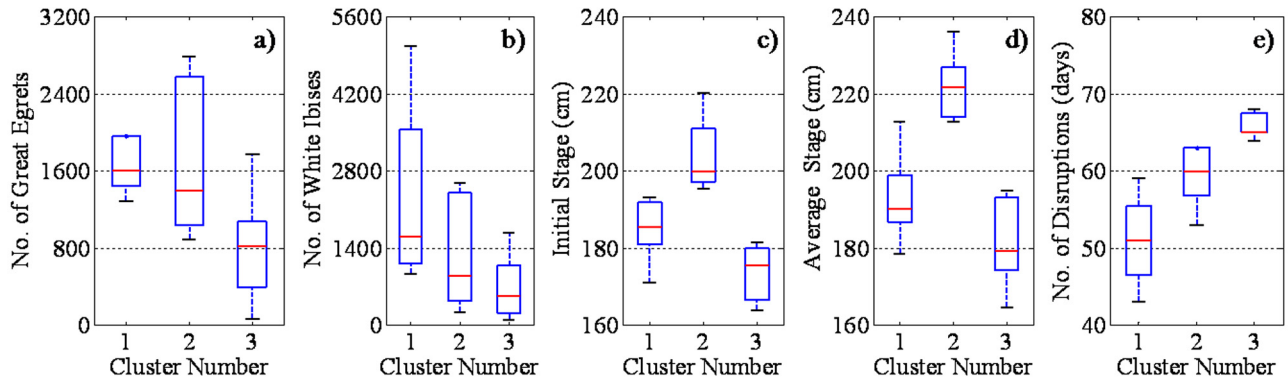 a)
No. of Great Egrets
3200
2400
1600
800
0
1 2 3
Cluster Number
b)
No. of White Ibises
5600
4200
2800
1400
0
1 2 3
Cluster Number
c)
Initial Stage (cm)
240
220
200
180
160
1 2 3
Cluster Number
d)
Average Stage (cm)
240
220
200
180
160
1 2 3
Cluster Number
e)
No. of Disruptions (days)
80
70
60
50
40
1 2 3
Cluster Number